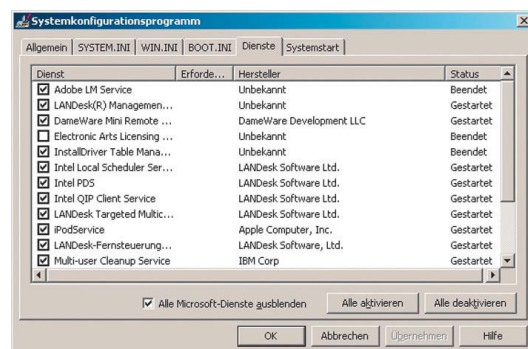 Systemkonfigurationsprogramm
Allgemein SYSTEM.INI WIN.INI BOOT.INI Dienste Systemstart
Dienst Erforde... Hersteller Status
Adobe LM Service Unbekannt Beendet
LANDesk(R) Managemen... Unbekannt Gestartet
DameWare Mini Remote ... DameWare Development LLC Gestartet
Electronic Arts Licensing ... Unbekannt Beendet
InstallDriver Table Mana... Unbekannt Beendet
Intel Local Scheduler Ser... LANDesk Software Ltd. Gestartet
Intel PDS LANDesk Software Ltd. Gestartet
Intel QIP Client Service LANDesk Software Ltd. Gestartet
LANDesk Targeted Multic... LANDesk Software Ltd. Gestartet
iPodService Apple Computer, Inc. Gestartet
LANDesk-Fernsteuerung... LANDesk Software, Ltd. Gestartet
Multi-user Cleanup Service IBM Corp Gestartet
Alle Microsoft-Dienste ausblenden Alle aktivieren Alle deaktivieren
OK Abbrechen Übernehmen Hilfe